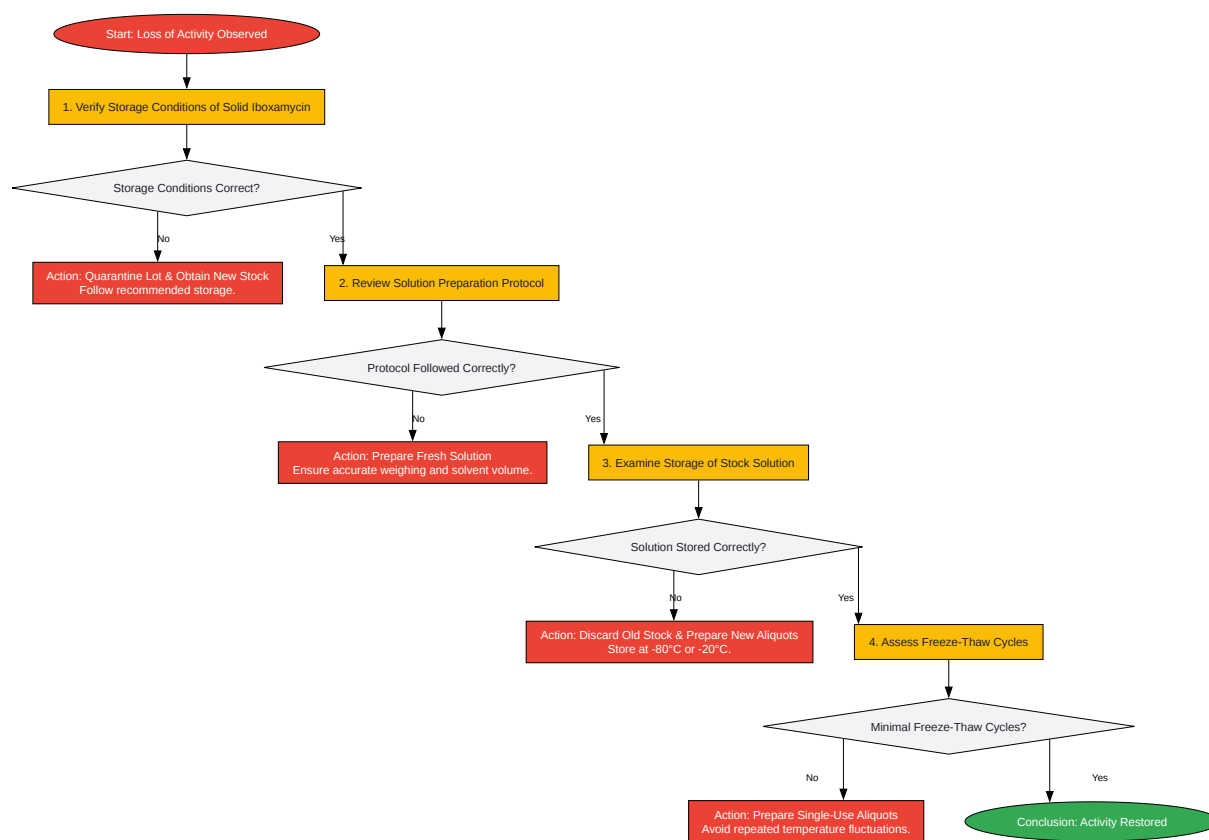 Start: Loss of Activity Observed
1. Verify Storage Conditions of Solid Iboxamycin
Storage Conditions Correct?
No
Yes
Action: Quarantine Lot & Obtain New Stock
Follow recommended storage.
2. Review Solution Preparation Protocol
Protocol Followed Correctly?
No
Yes
Action: Prepare Fresh Solution
Ensure accurate weighing and solvent volume.
3. Examine Storage of Stock Solution
Solution Stored Correctly?
No
Yes
Action: Discard Old Stock & Prepare New Aliquots
Store at -80°C or -20°C.
4. Assess Freeze-Thaw Cycles
Minimal Freeze-Thaw Cycles?
No
Yes
Action: Prepare Single-Use Aliquots
Avoid repeated temperature fluctuations.
Conclusion: Activity Restored